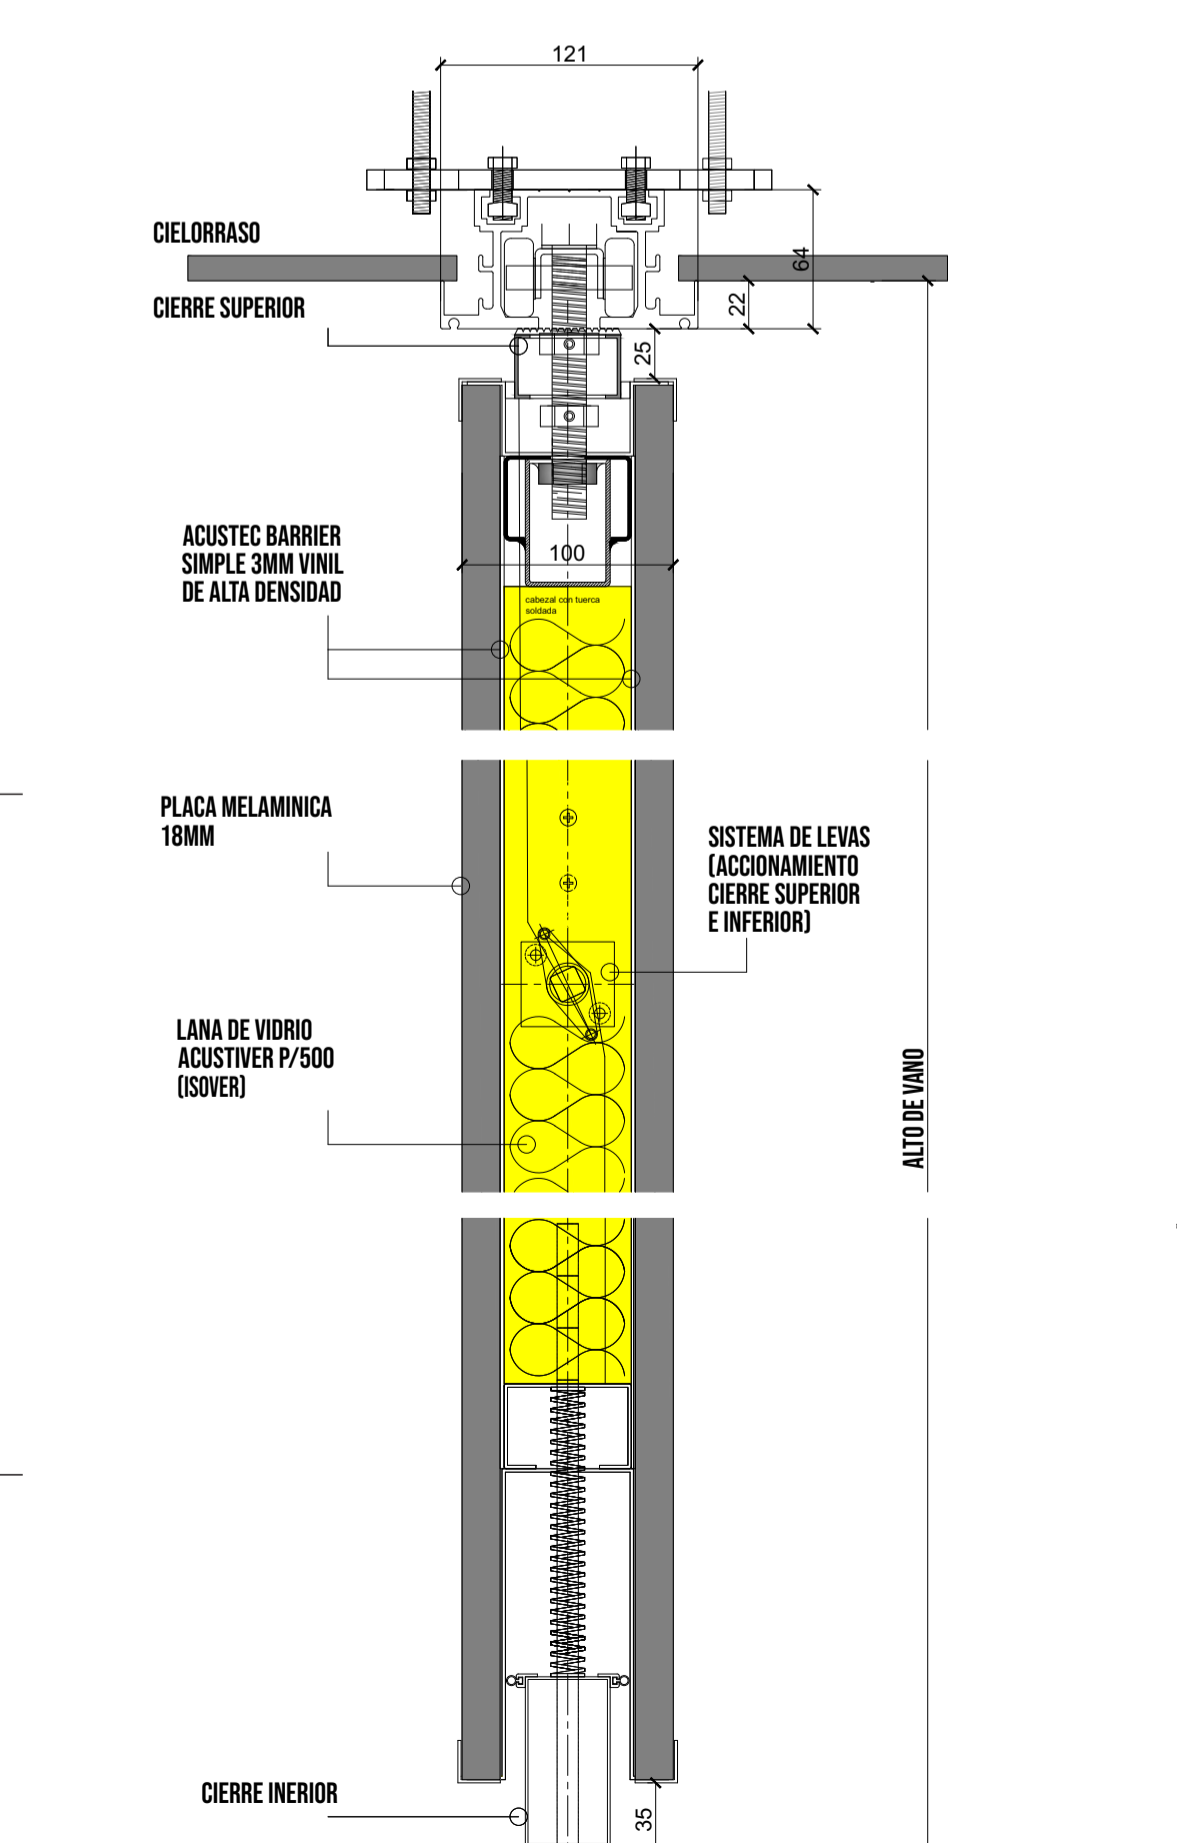 121
CIELORRASO
64
CIERRE SUPERIOR
22
25
ACUSTEC BARRIER
SIMPLE 3MM VINIL
DE ALTA DENSIDAD
100
cabezal con tuerca
soldada
PLACA MELAMINICA
18MM
SISTEMA DE LEVAS
(ACCIONAMIENTO
CIERRE SUPERIOR
E INFERIOR)
LANA DE VIDRIO
ACUSTIVER P/500
(ISOVER)
ALTO DE VANO
CIERRE INERIOR
35